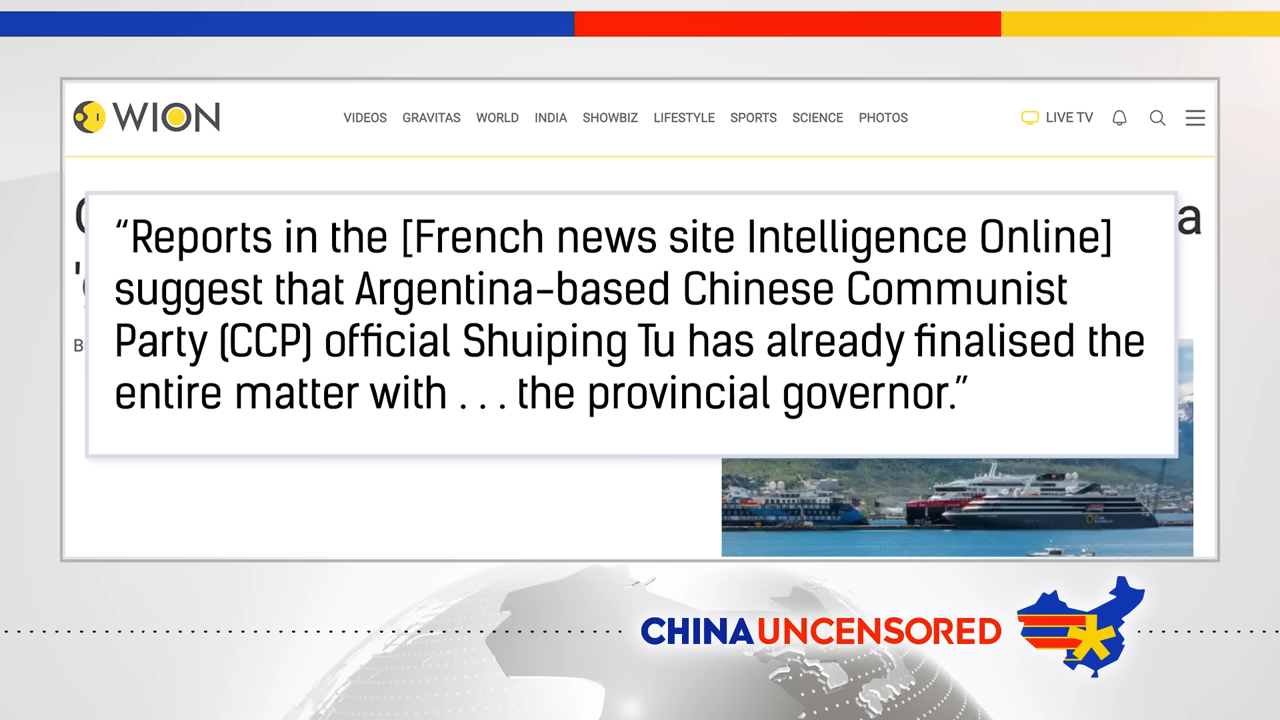 WION
VIDEOS GRAVITAS WORLD INDIA SHOWBIZ LIFESTYLE SPORTS SCIENCE PHOTOS
LIVE TV
“Reports in the [French news site Intelligence Online]
suggest that Argentina-based Chinese Communist
Party (CCP) official Shuiping Tu has already finalised the
entire matter with . . . the provincial governor.”
CHINA UNCENSORED